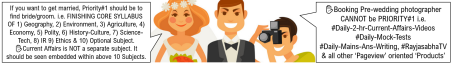 If you want to get married, Priority#1 should to
find bride/groom. i.e. FINISHING CORE SYLLABUS
OF 1) Geography, 2) Environment, 3) Agriculture, 4)
Economy, 5) Polity, 6) History-Culture, 7) Science-
Tech, 8) IR 9) Ethics & 10) Optional Subject.
Current Affairs is NOT a separate subject. It
should be seen embedded within above 10 Subjects.
Booking Pre-wedding photographer
CANNOT be PRIORITY#1 i.e.
#Daily-2-hr-Current-Affairs-Videos
#Daily-Mock-Tests
#Daily-Mains-Ans-Writing, #RayjasabhaTV
& all other 'Pageview' oriented 'Products'